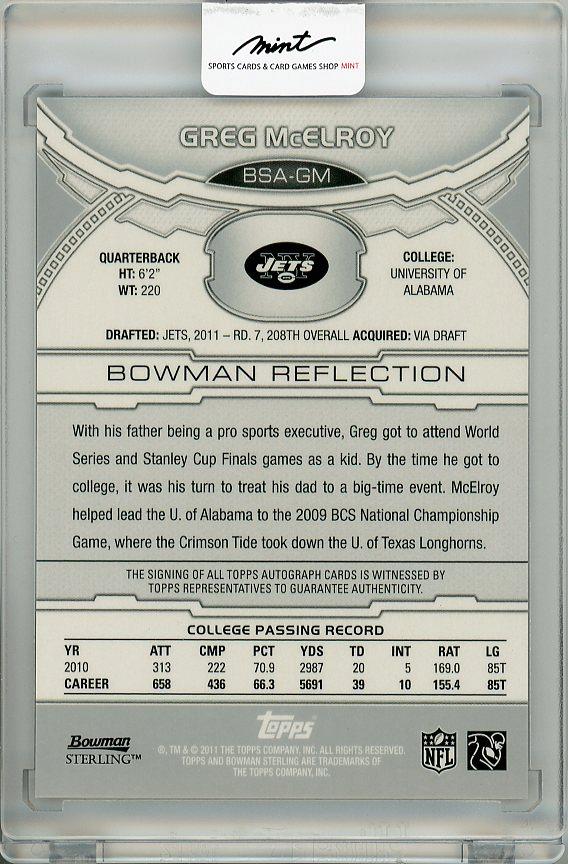 mint
SPORTS CARDS & CARD GAMES SHOP MINT
GREG McELROY
BSA-GM
QUARTERBACK
HT: 6'2"
WT: 220
NY
JETS
COLLEGE:
UNIVERSITY OF
ALABAMA
DRAFTED: JETS, 2011 – RD. 7, 208TH OVERALL ACQUIRED: VIA DRAFT
BOWMAN REFLECTION
With his father being a pro sports executive, Greg got to attend World
Series and Stanley Cup Finals games as a kid. By the time he got to
college, it was his turn to treat his dad to a big-time event. McElroy
helped lead the U. of Alabama to the 2009 BCS National Championship
Game, where the Crimson Tide took down the U. of Texas Longhorns.
THE SIGNING OF ALL TOPPS AUTOGRAPH CARDS IS WITNESSED BY
TOPPS REPRESENTATIVES TO GUARANTEE AUTHENTICITY.
COLLEGE PASSING RECORD
YR ATT CMP PCT YDS TD INT RAT LG
2010 313 222 70.9 2987 20 5 169.0 85T
CAREER 658 436 66.3 5691 39 10 155.4 85T
Topps
Bowman
STERLING™
®, TM & © 2011 THE TOPPS COMPANY, INC. ALL RIGHTS RESERVED.
TOPPS AND BOWMAN STERLING ARE TRADEMARKS OF
THE TOPPS COMPANY, INC.
NFL